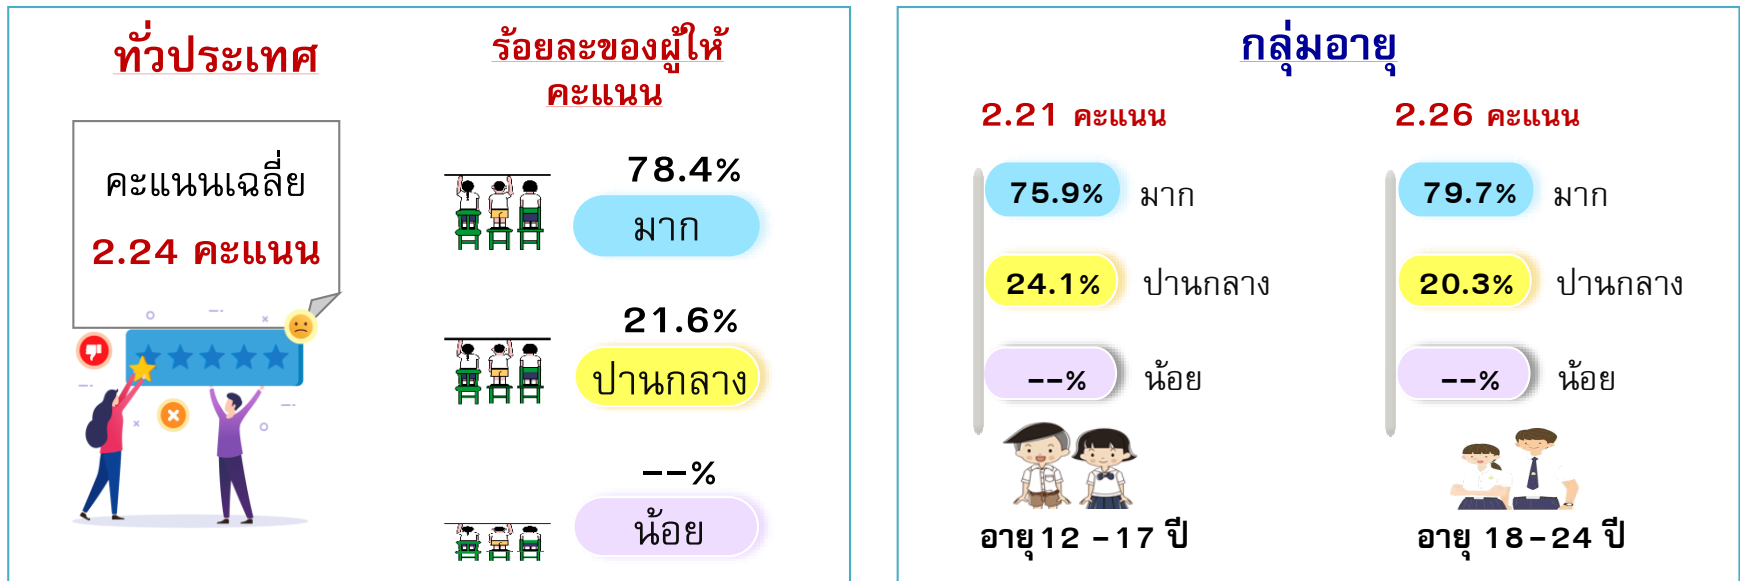 ทั่วประเทศ
คะแนนเฉลี่ย
2.24 คะแนน
ร้อยละของผู้ให้
คะแนน
78.4%
มาก
21.6%
ปานกลาง
--%
น้อย
กลุ่มอายุ
2.21 คะแนน
75.9% มาก
24.1% ปานกลาง
--% น้อย
อายุ 12 -17 ปี
2.26 คะแนน
79.7% มาก
20.3% ปานกลาง
--% น้อย
อายุ 18-24 ปี